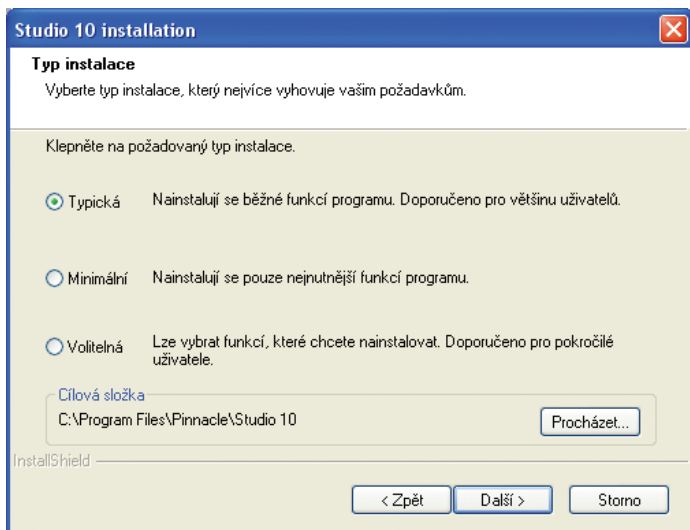 Studio 10 installation
Typ instalace
Vyberte typ instalace, který nejvíce vyhovuje vašim požadavkům.
Klepněte na požadovaný typ instalace.
Typická Nainstalují se běžné funkcí programu. Doporučeno pro většinu uživatelů.
Minimální Nainstalují se pouze nejnutnější funkcí programu.
Volitelná Lze vybrat funkcí, které chcete nainstalovat. Doporučeno pro pokročilé
uživatele.
Cílová složka
C:\Program Files\Pinnacle\Studio 10 Procházet...
InstallShield
< Zpět Další > Storno